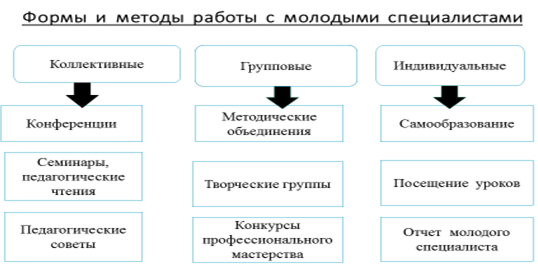 Формы и методы работы с молодыми специалистами
Коллективные
Групповые
Индивидуальные
Конференции
Методические
объединения
Самообразование
Семинары,
педагогические
чтения
Творческие группы
Посещение уроков
Педагогические
советы
Конкурсы
профессионального
мастерства
Отчет молодого
специалиста